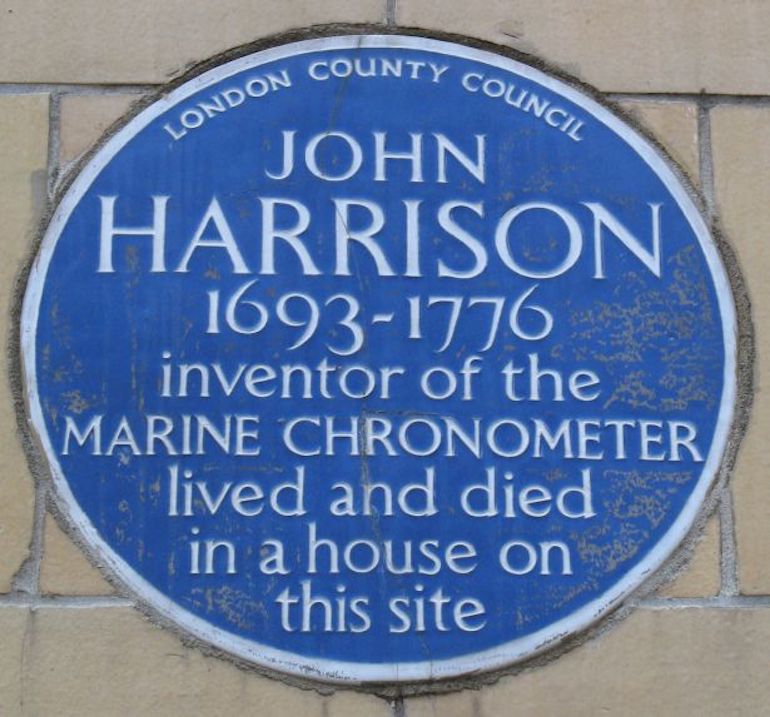 LONDON COUNTY COUNCIL
JOHN
HARRISON
1693-1776
inventor of the
MARINE CHRONOMETER
lived and died
in a house on
this site